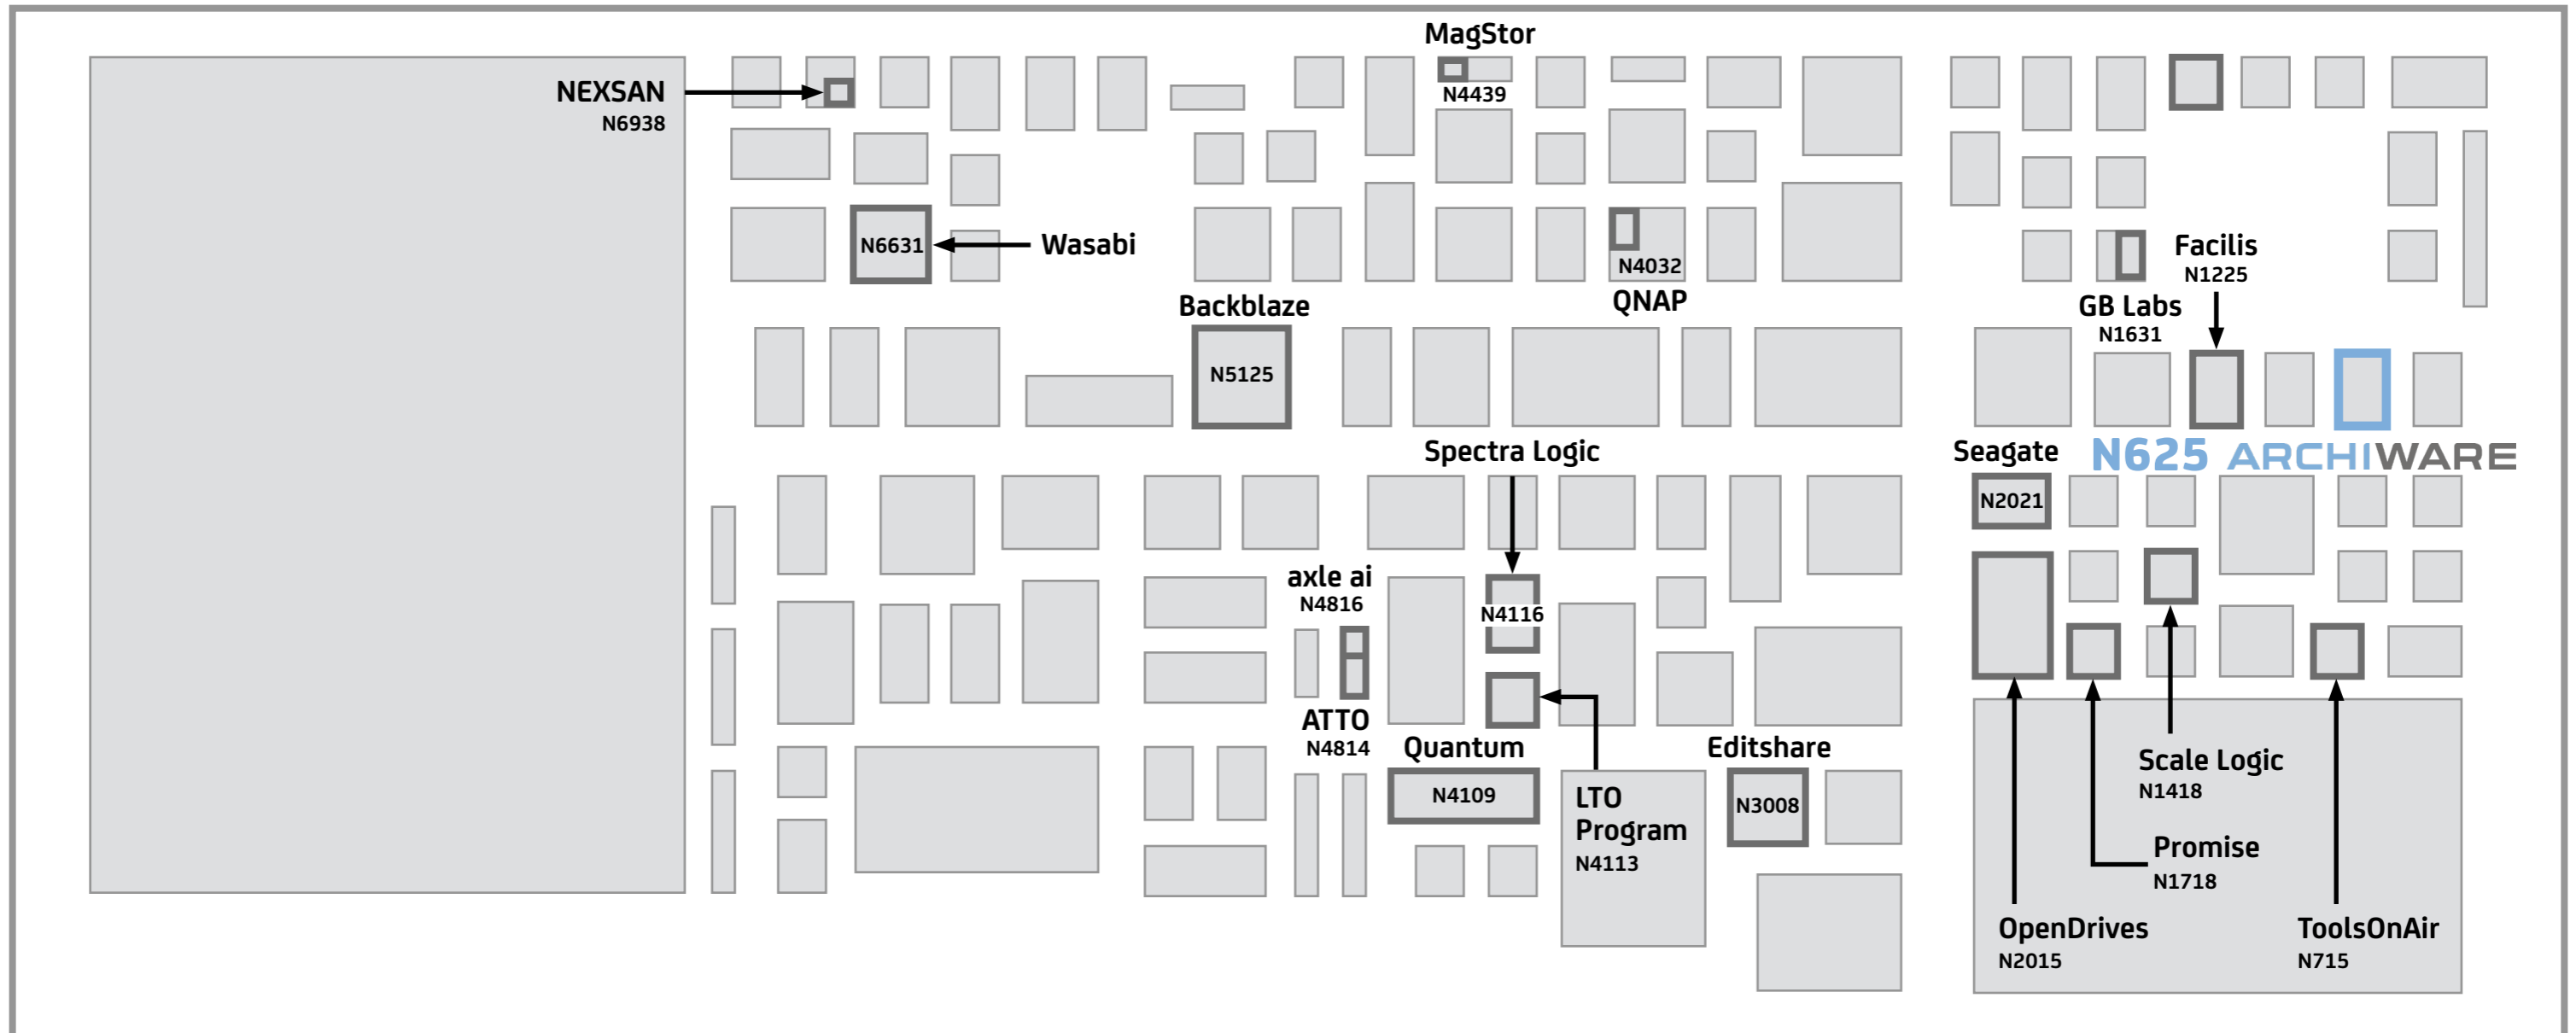 MagStor
N4439
NEXSAN
N6938
N6631
Wasabi
N4032
QNAP
Facilis
N1225
GB Labs
N1631
Backblaze
N5125
Spectra Logic
Seagate
N625 ARCHIWARE
N2021
axle ai
N4816
N4116
ATTO
N4814
Quantum
N4109
Editshare
N3008
LTO
Program
N4113
Scale Logic
N1418
Promise
N1718
OpenDrives
N2015
ToolsOnAir
N715